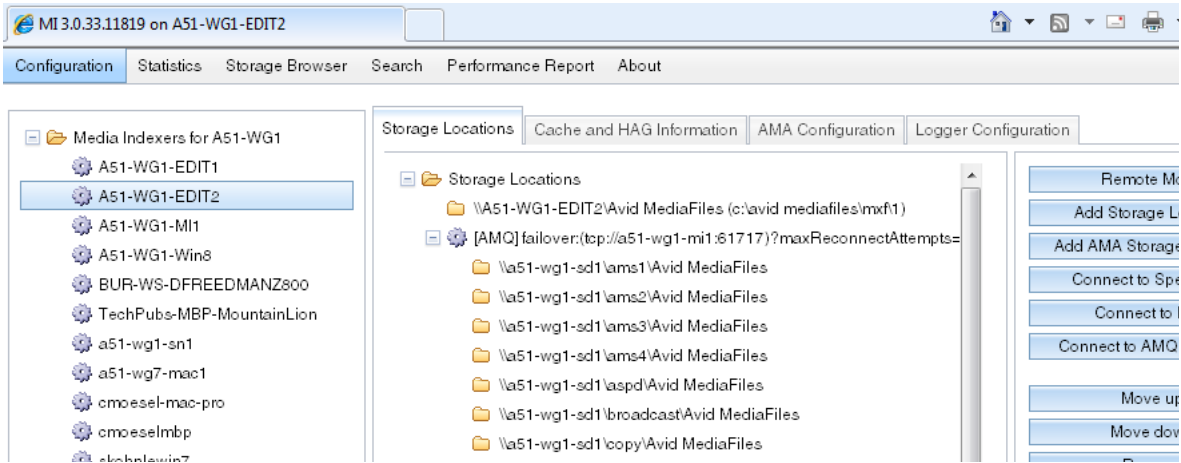 MI 3.0.33.11819 on A51-WG1-EDIT2
Configuration Statistics Storage Browser Search Performance Report About
Media Indexers for A51-WG1
A51-WG1-EDIT1
A51-WG1-EDIT2
A51-WG1-MI1
A51-WG1-Win8
BUR-WS-DFREEDMANZ800
TechPubs-MBP-MountainLion
a51-wg1-sn1
a51-wg7-mac1
cmoesel-mac-pro
cmoeselmbp
Storage Locations Cache and HAG Information AMA Configuration Logger Configuration
Storage Locations
\\A51-WG1-EDIT2\Avid MediaFiles (c:\avid mediafiles\mxf\1)
[AMQ] failover:(tcp://a51-wg1-mi1:61717)?maxReconnectAttempts=
\\a51-wg1-sd1\ams1\Avid MediaFiles
\\a51-wg1-sd1\ams2\Avid MediaFiles
\\a51-wg1-sd1\ams3\Avid MediaFiles
\\a51-wg1-sd1\ams4\Avid MediaFiles
\\a51-wg1-sd1\aspd\Avid MediaFiles
\\a51-wg1-sd1\broadcast\Avid MediaFiles
\\a51-wg1-sd1\copy\Avid MediaFiles
Remote Mo
Add Storage L
Add AMA Storage
Connect to Spe
Connect to
Connect to AMQ
Move up
Move dow